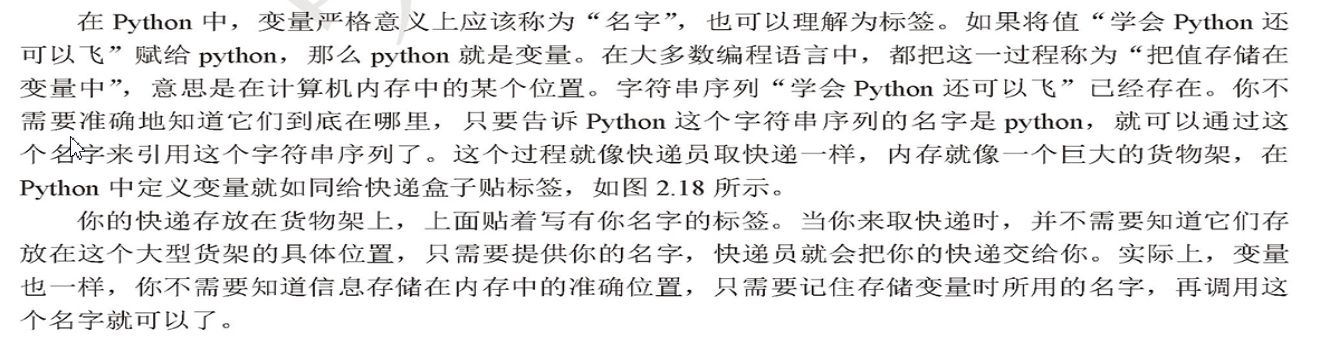 在 Python 中，变量严格意义上应该称为“名字”，也可以理解为标签。如果将值“学会 Python 还
可以飞”赋给 python，那么 python 就是变量。在大多数编程语言中，都把这一过程称为“把值存储在
变量中”，意思是在计算机内存中的某个位置。字符串序列“学会 Python 还可以飞”已经存在。你不
需要准确地知道它们到底在哪里，只要告诉 Python 这个字符串序列的名字是 python，就可以通过这
个名字来引用这个字符串序列了。这个过程就像快递员取快递一样，内存就像一个巨大的货物架，在
Python 中定义变量就如同给快递盒子贴标签，如图 2.18 所示。
你的快递存放在货物架上，上面贴着写有你名字的标签。当你来取快递时，并不需要知道它们存
放在这个大型货架的具体位置，只需要提供你的名字，快递员就会把你的快递交给你。实际上，变量
也一样，你不需要知道信息存储在内存中的准确位置，只需要记住存储变量时所用的名字，再调用这
个名字就可以了。